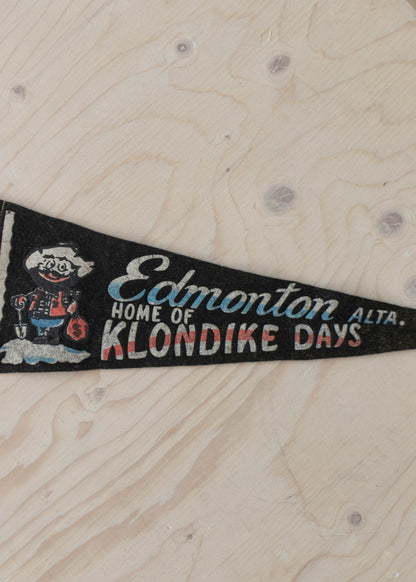 Edmonton ALTA.
HOME OF
KLONDIKE DAYS
$